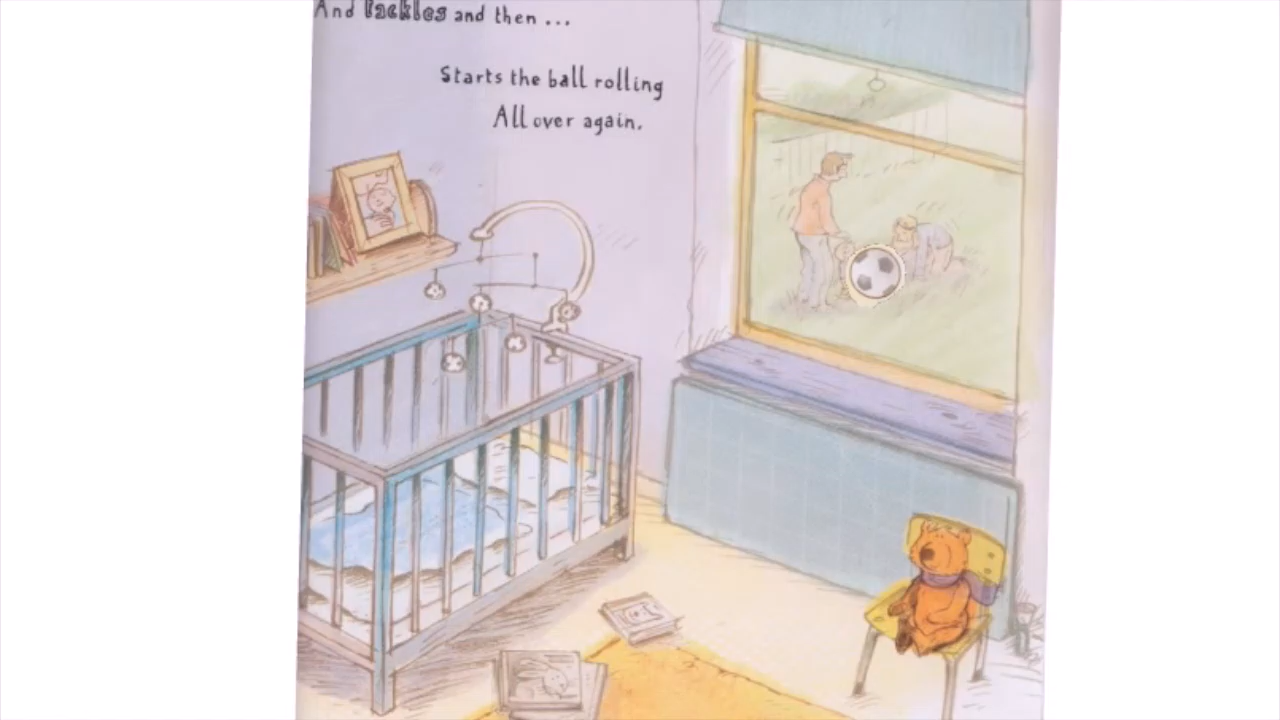 And Tackles and then ...
Starts the ball rolling
All over again.